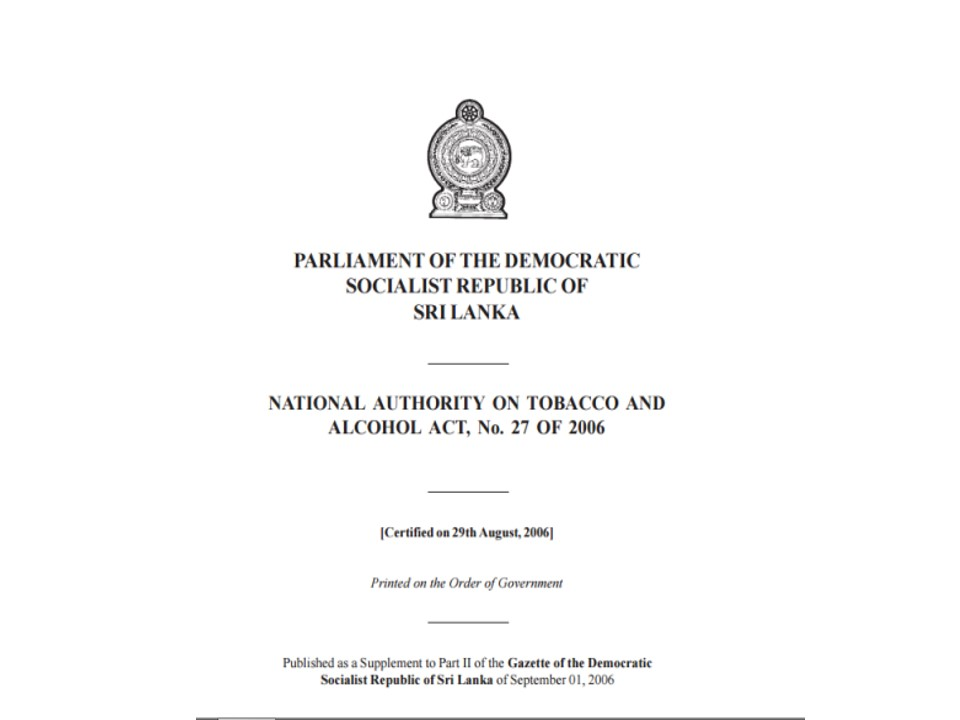 PARLIAMENT OF THE DEMOCRATIC
SOCIALIST REPUBLIC OF
SRI LANKA
NATIONAL AUTHORITY ON TOBACCO AND
ALCOHOL ACT, No. 27 OF 2006
[Certified on 29th August, 2006]
Printed on the Order of Government
Published as a Supplement to Part II of the Gazette of the Democratic
Socialist Republic of Sri Lanka of September 01, 2006